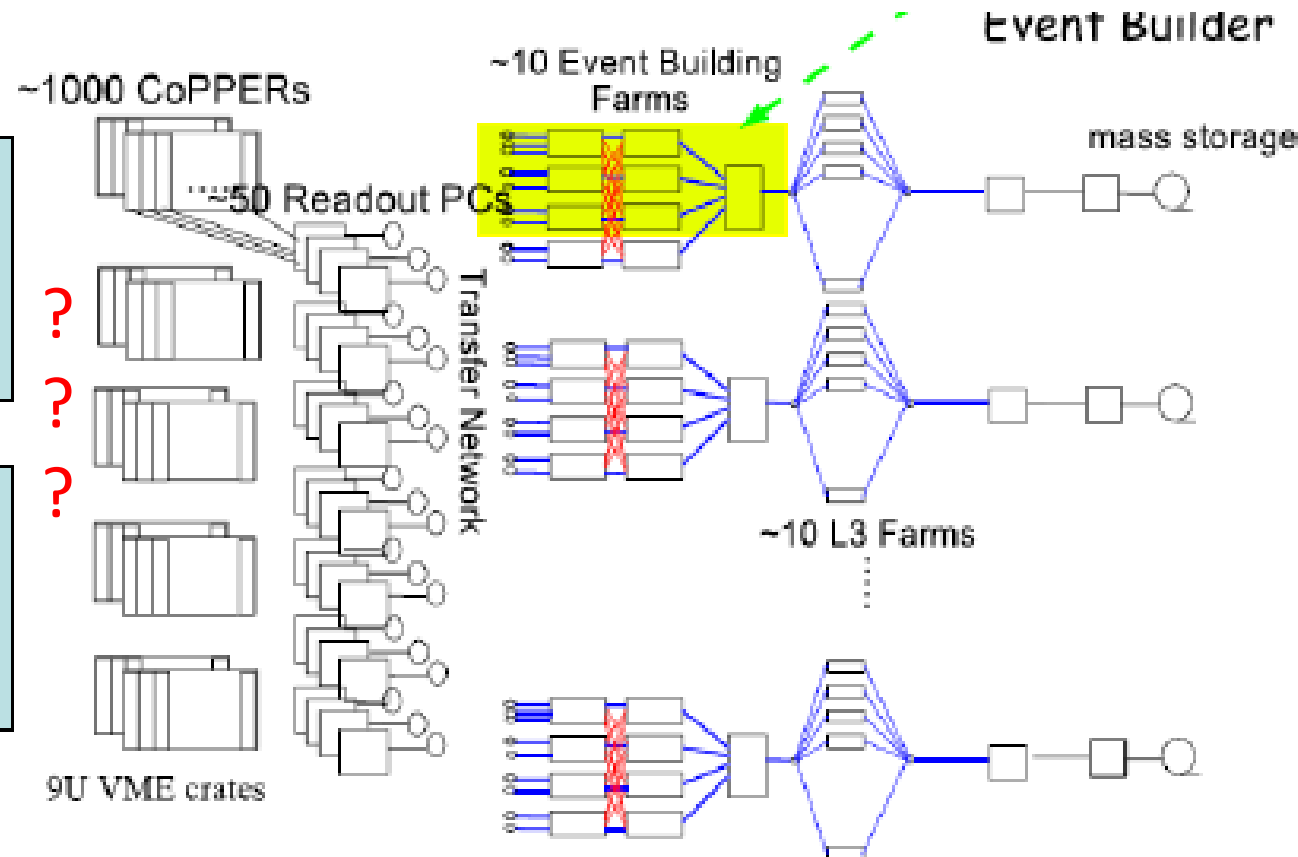 Event Builder
~10 Event Building
Farms
~1000 CoPPERs
mass storage
~50 Readout PCs
Transfer Network
?
?
?
~10 L3 Farms
9U VME crates